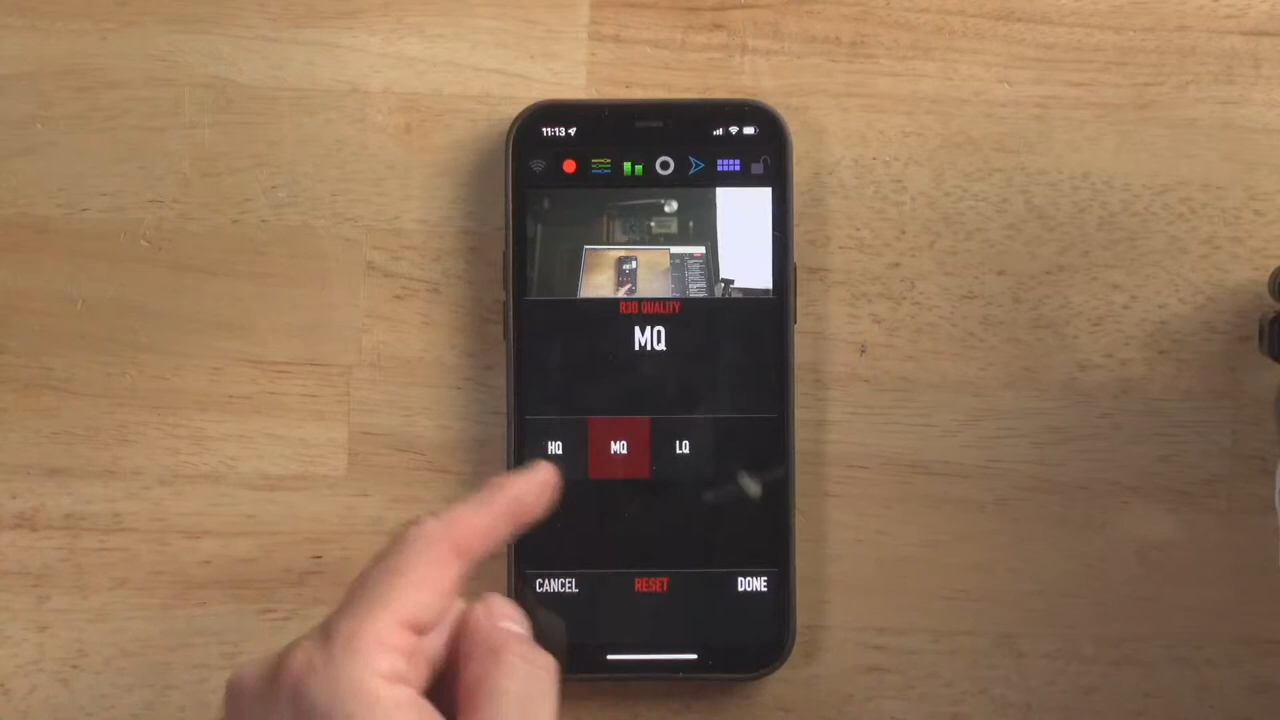 11:13
R3D QUALITY
MQ
HQ MQ LQ
CANCEL RESET DONE